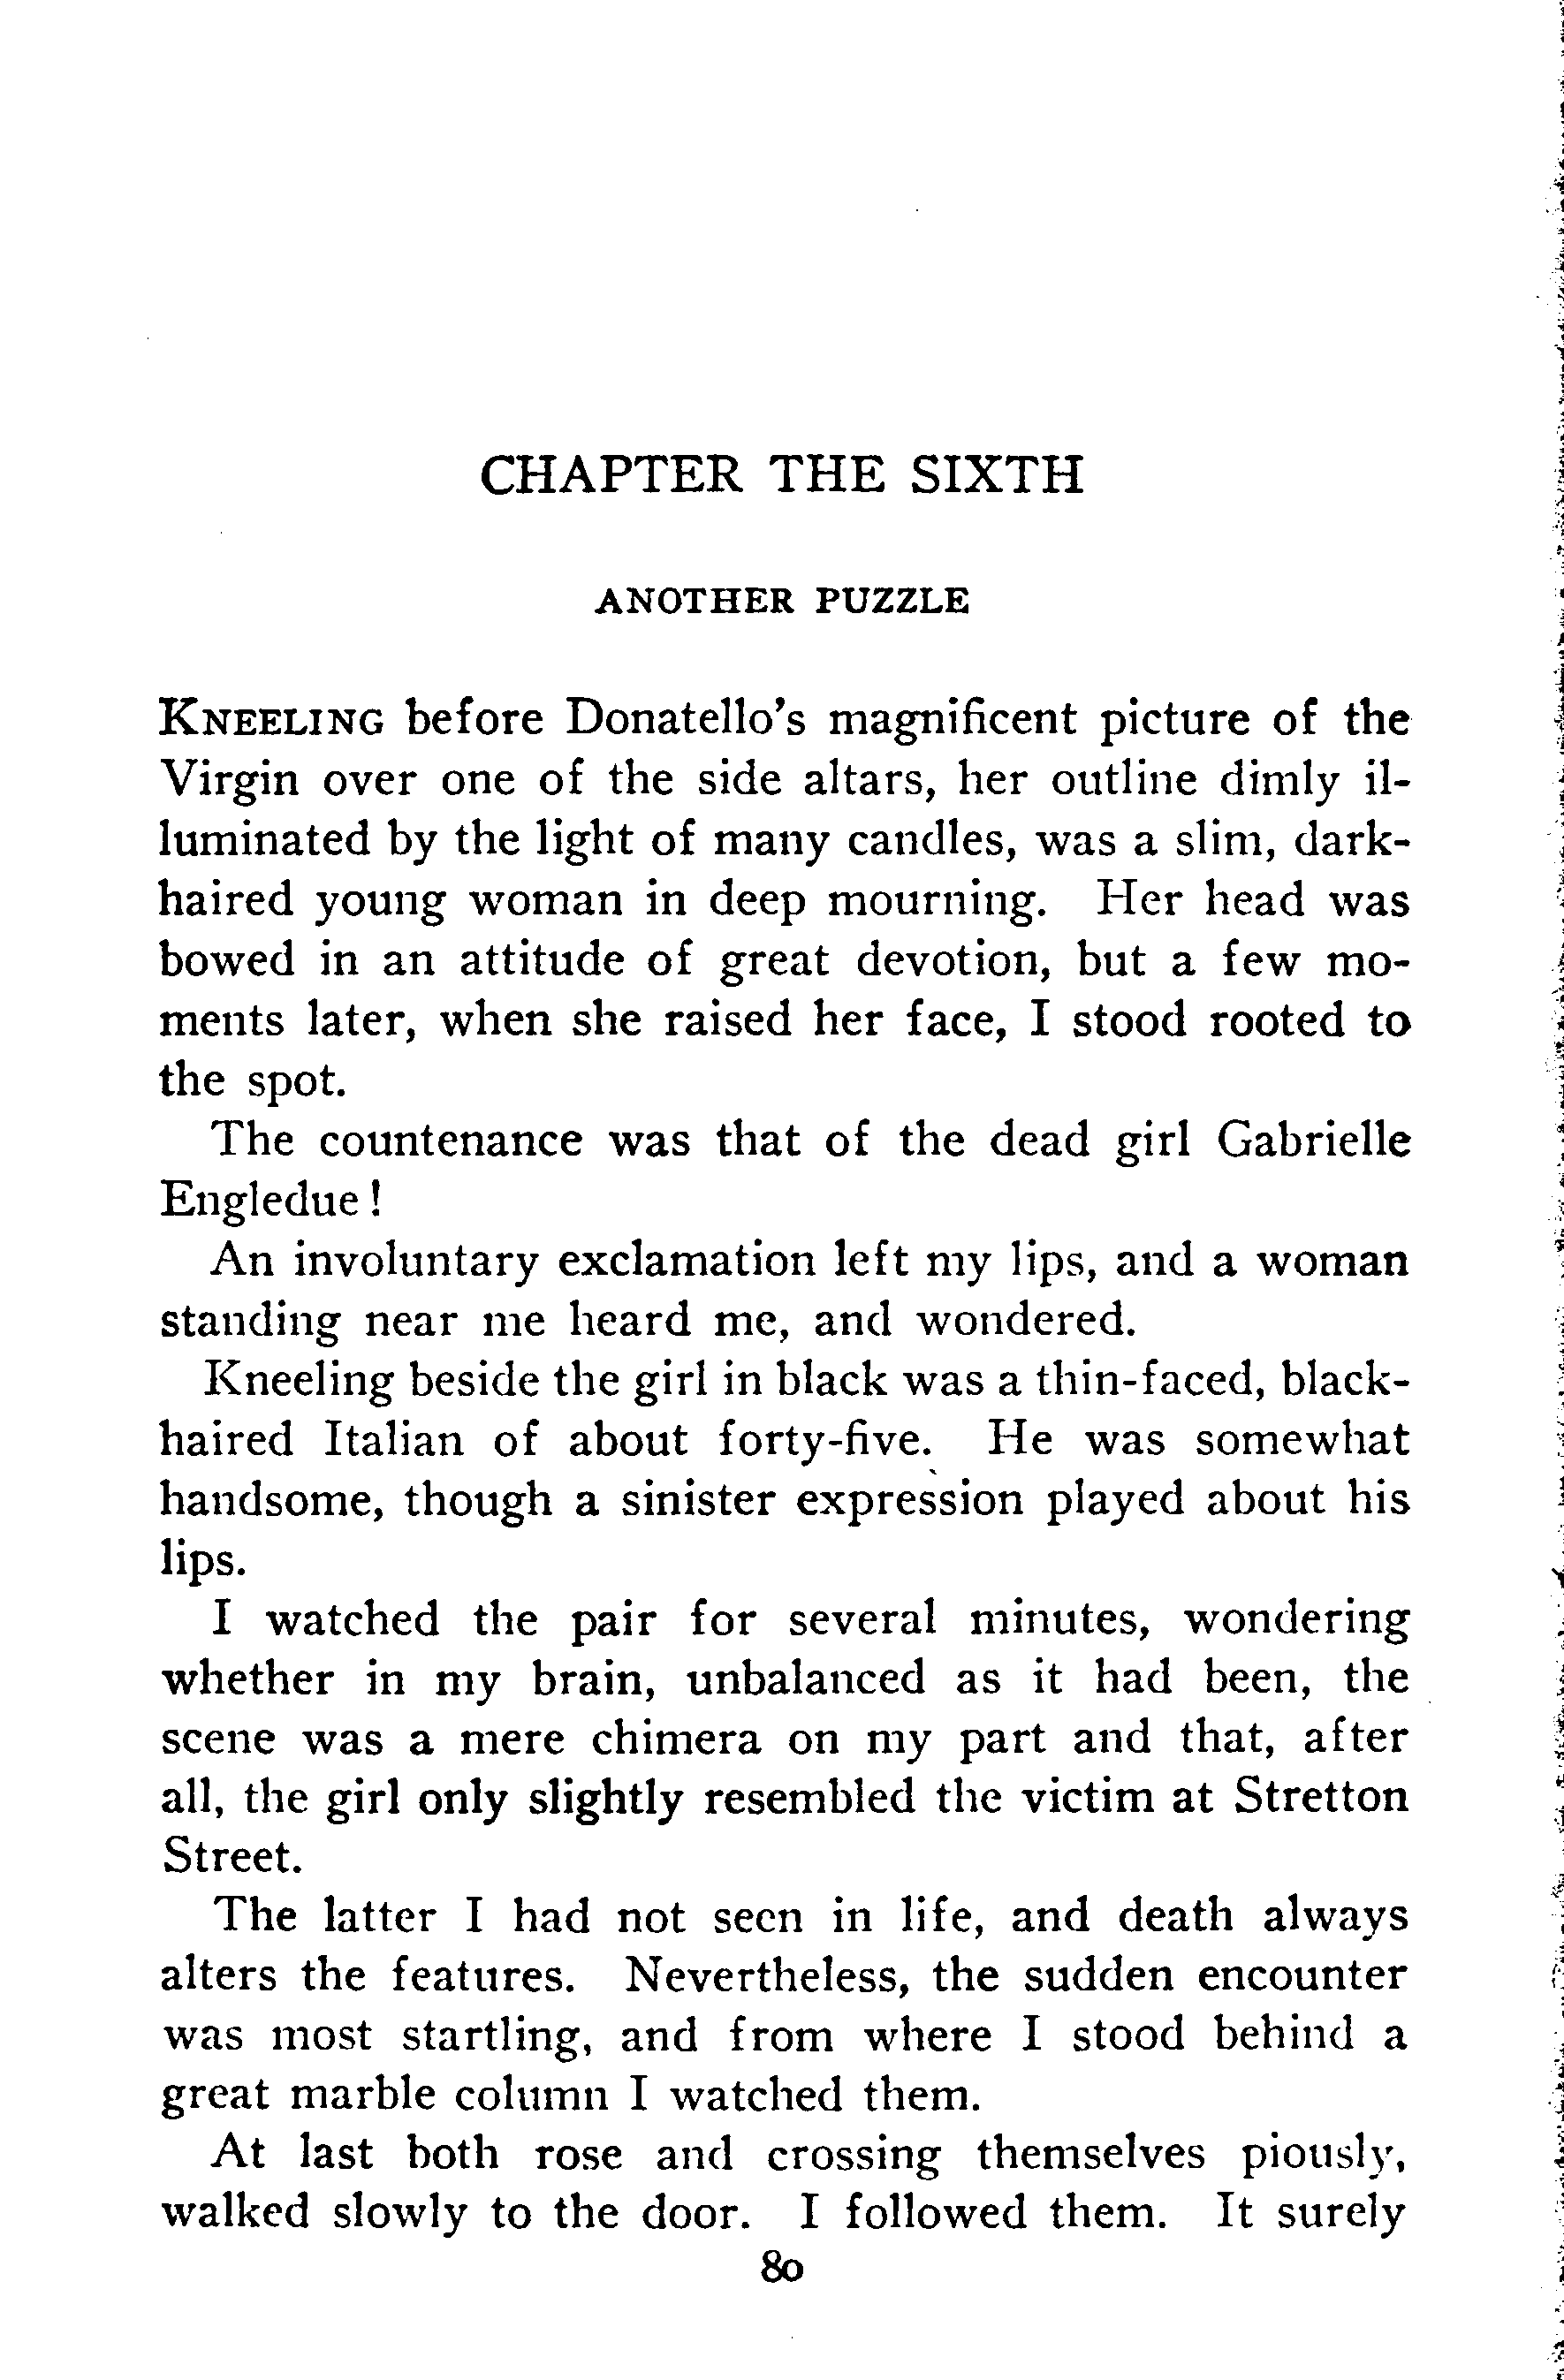 CHAPTER THE SIXTH
ANOTHER PUZZLE
KNEELING before Donatello's magnificent picture of the
Virgin over one of the side altars, her outline dimly il-
luminated by the light of many candles, was a slim, dark-
haired young woman in deep mourning. Her head was
bowed in an attitude of great devotion, but a few mo-
ments later, when she raised her face, I stood rooted to
the spot.
The countenance was that of the dead girl Gabrielle
Engledue!
An involuntary exclamation left my lips, and a woman
standing near me heard me, and wondered.
Kneeling beside the girl in black was a thin-faced, black-
haired Italian of about forty-five. He was somewhat
handsome, though a sinister expression played about his
lips.
I watched the pair for several minutes, wondering
whether in my brain, unbalanced as it had been, the
scene was a mere chimera on my part and that, after
all, the girl only slightly resembled the victim at Stretton
Street.
The latter I had not seen in life, and death always
alters the features. Nevertheless, the sudden encounter
was most startling, and from where I stood behind a
great marble column I watched them.
At last both rose and crossing themselves piously,
walked slowly to the door. I followed them. It surely
80